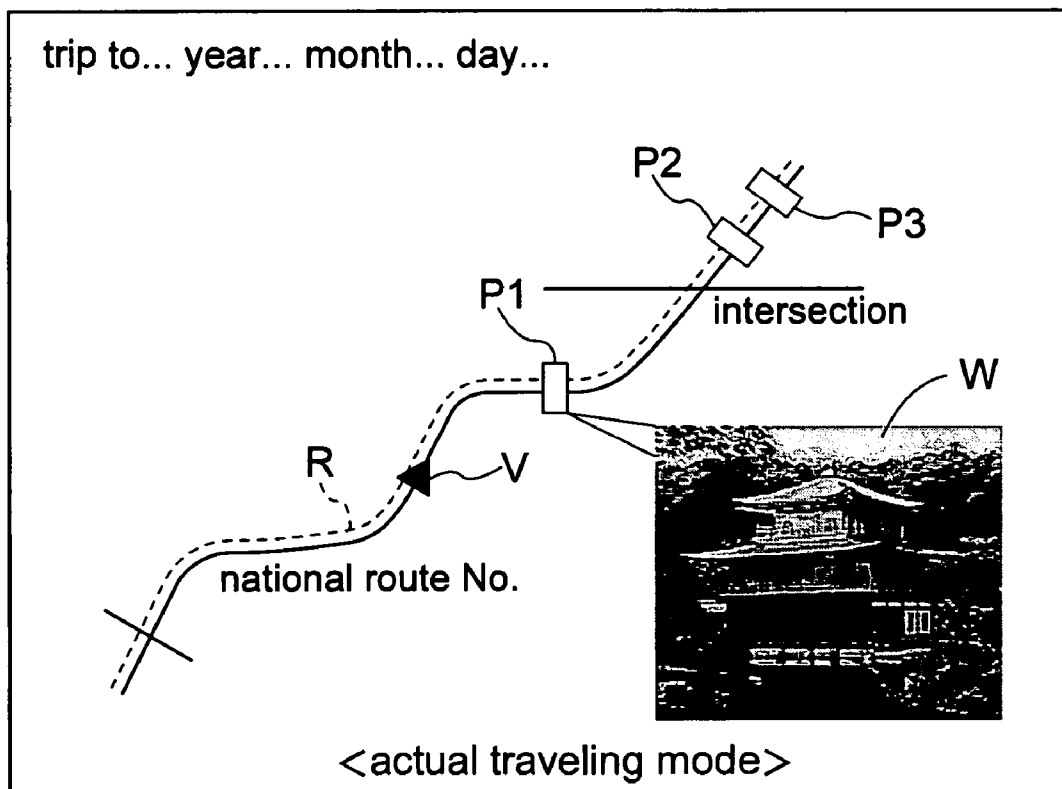 trip to... year... month... day...
P2
P3
P1
intersection
W
R
V
national route No.
<actual traveling mode>